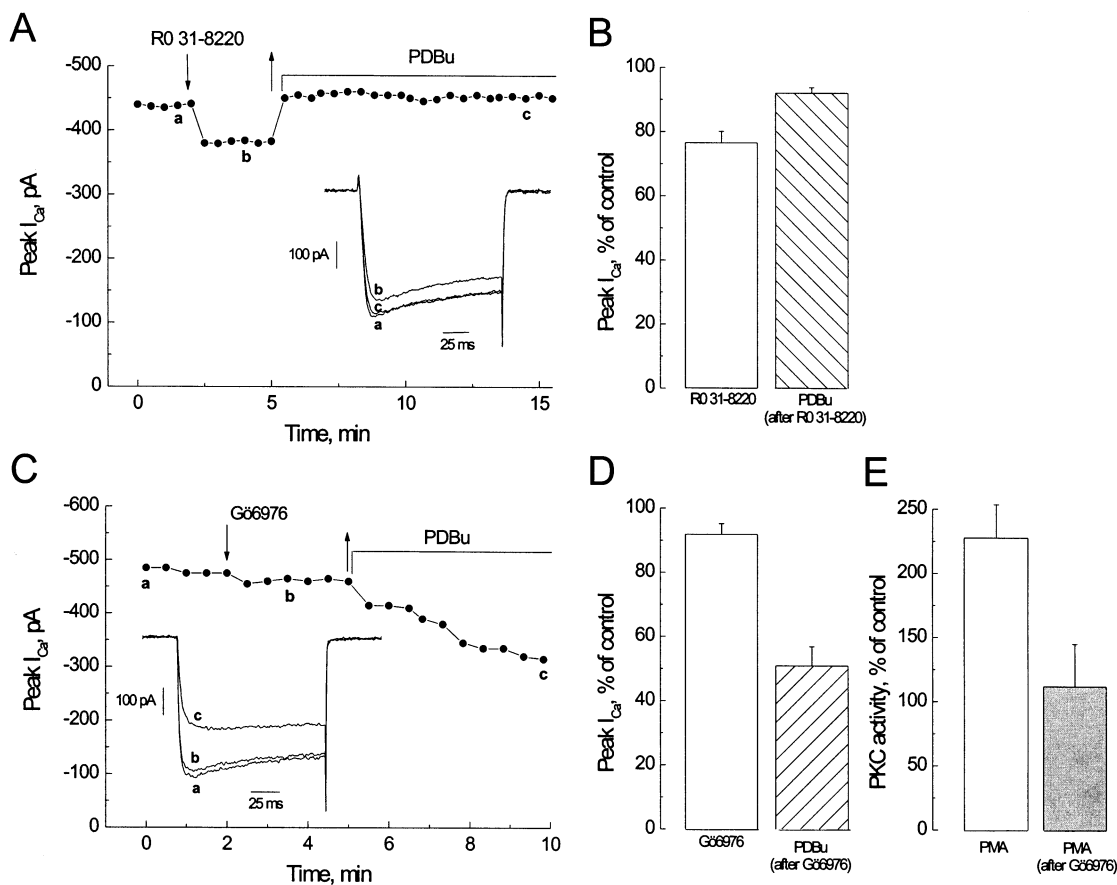 A
R0 31-8220
PDBu
-500
-400
-300
-200
-100
0
Peak I_Ca, pA
a
b
c
100 pA
b
c
a
25 ms
0
5
10
15
Time, min
B
100
80
60
40
20
0
Peak I_Ca, % of control
R0 31-8220
PDBu
(after R0 31-8220)
C
Gö6976
PDBu
-600
-500
-400
-300
-200
-100
0
Peak I_Ca, pA
a
b
c
100 pA
c
b
a
25 ms
0
2
4
6
8
10
Time, min
D
100
80
60
40
20
0
Peak I_Ca, % of control
Gö6976
PDBu
(after Gö6976)
E
250
200
150
100
50
0
PKC activity, % of control
PMA
PMA
(after Gö6976)